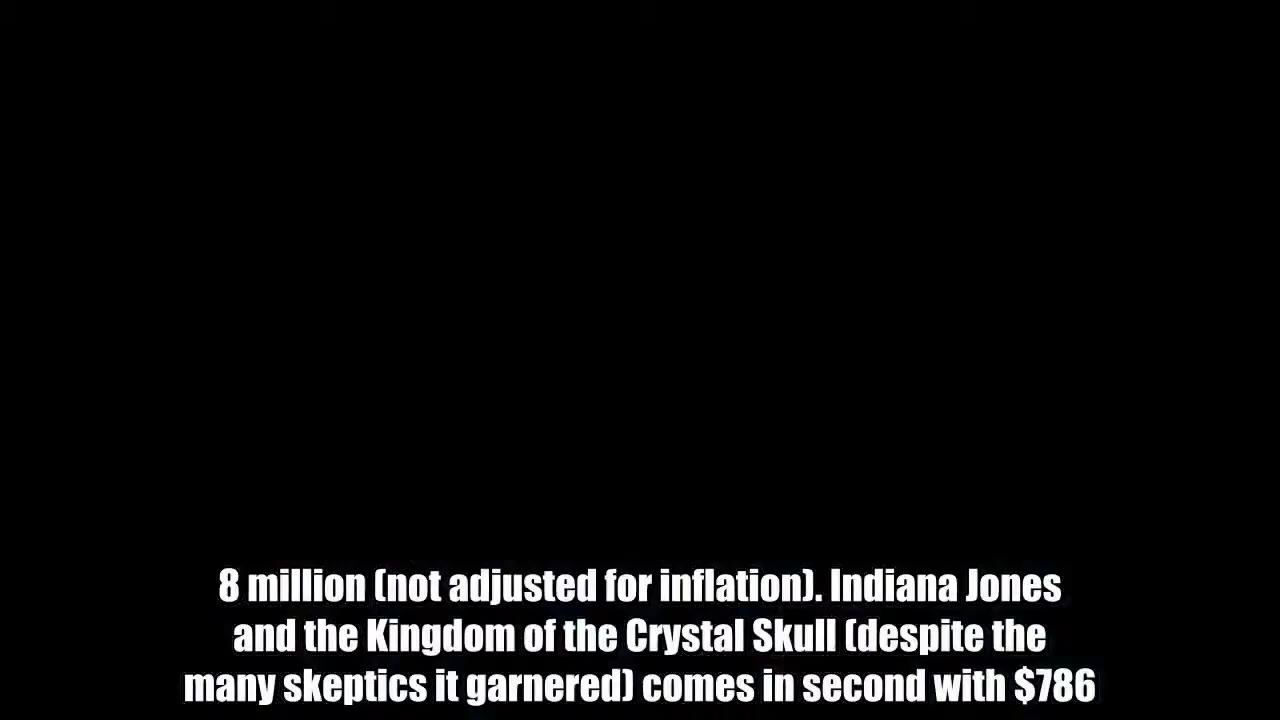 8 million (not adjusted for inflation). Indiana Jones
and the Kingdom of the Crystal Skull (despite the
many skeptics it garnered) comes in second with $786